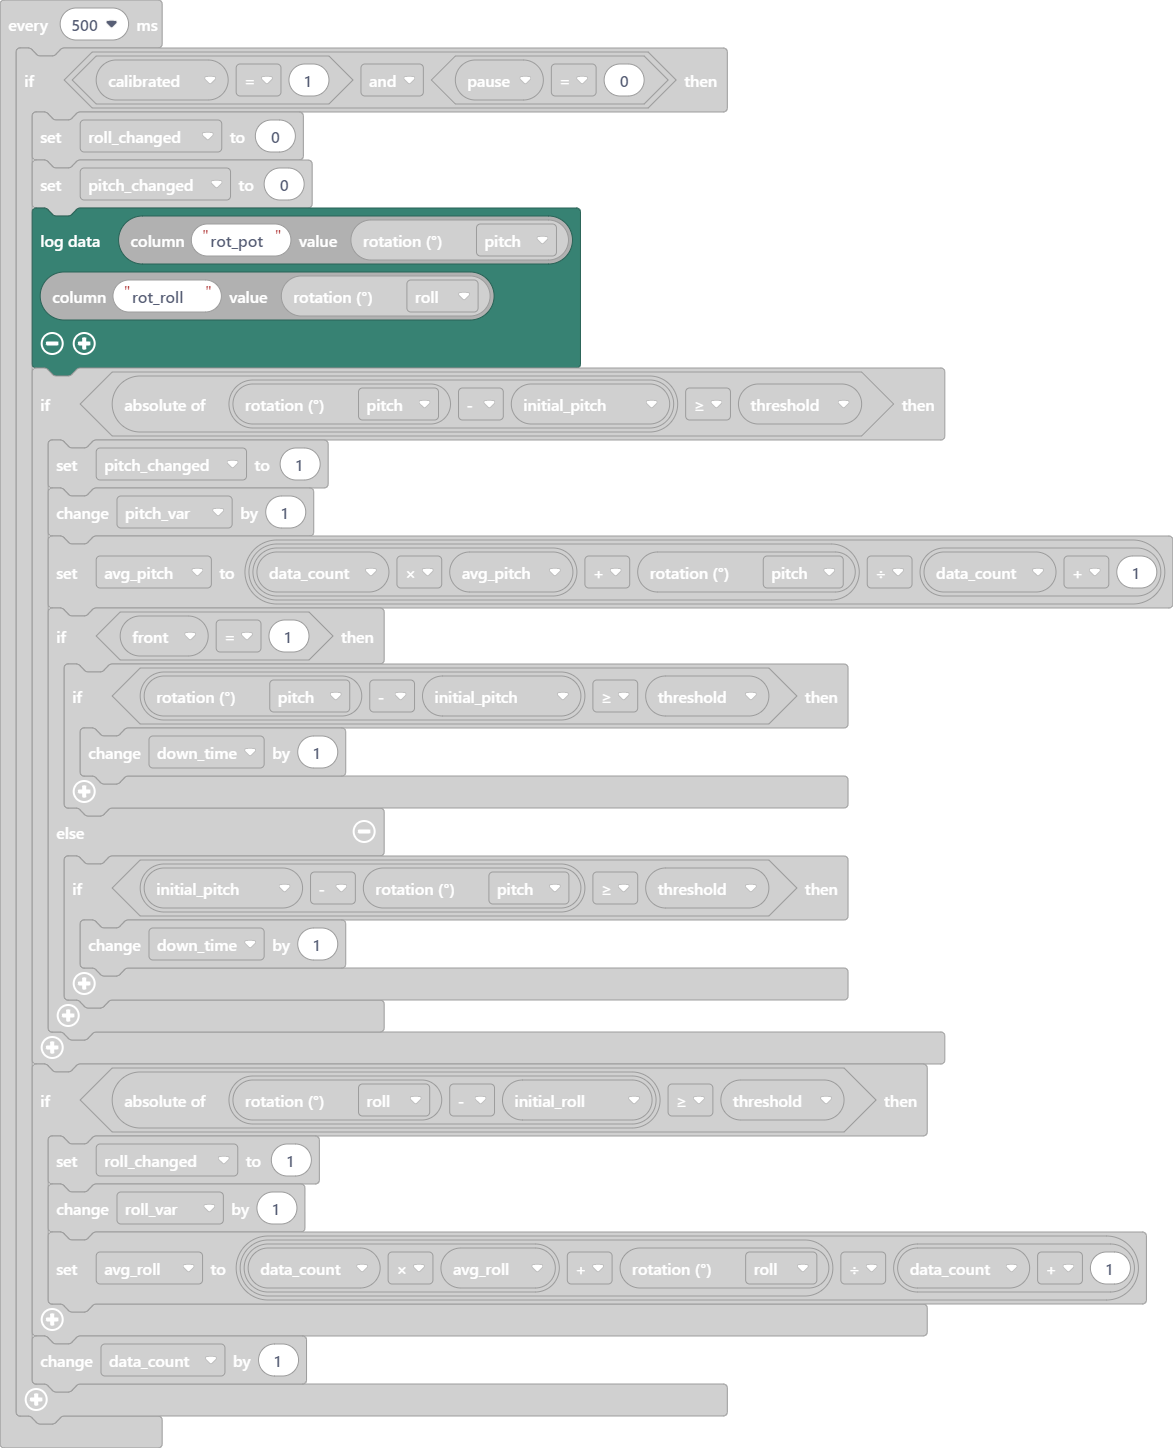 every 500 ms
if calibrated = 1 and pause = 0 then
set roll_changed to 0
set pitch_changed to 0
log data column "rot_pot " value rotation (°) pitch
column "rot_roll " value rotation (°) roll
if absolute of rotation (°) pitch - initial_pitch ≥ threshold then
set pitch_changed to 1
change pitch_var by 1
set avg_pitch to data_count × avg_pitch + rotation (°) pitch ÷ data_count + 1
if front = 1 then
if rotation (°) pitch - initial_pitch ≥ threshold then
change down_time by 1
else
if initial_pitch - rotation (°) pitch ≥ threshold then
change down_time by 1
if absolute of rotation (°) roll - initial_roll ≥ threshold then
set roll_changed to 1
change roll_var by 1
set avg_roll to data_count × avg_roll + rotation (°) roll ÷ data_count + 1
change data_count by 1